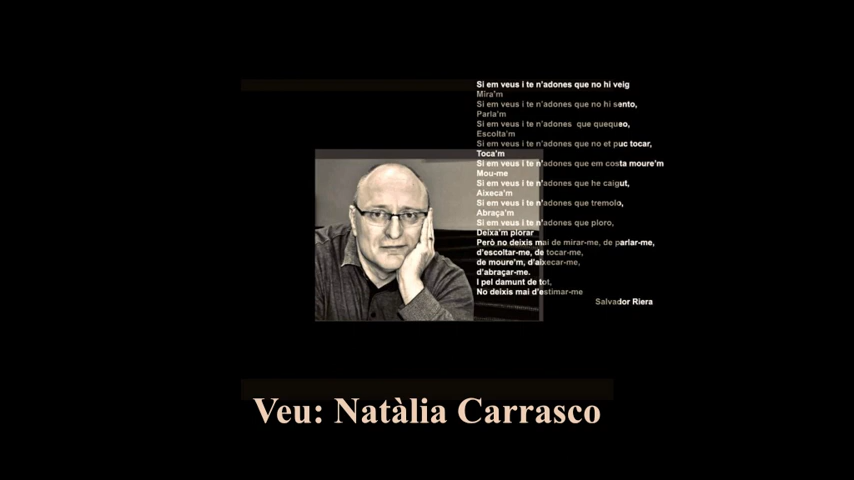 Si em veus i te n'adones que no hi veig
Mira'm
Si em veus i te n'adones que no hi sento,
Parla'm
Si em veus i te n'adones que quequeo,
Escolta'm
Si em veus i te n'adones que no et puc tocar,
Toca'm
Si em veus i te n'adones que em costa moure'm
Mou-me
Si em veus i te n'adones que he caigut,
Aixeca'm
Si em veus i te n'adones que tremolo,
Abraça'm
Si em veus i te n'adones que ploro,
Deixa'm plorar
Però no deixis mai de mirar-me, de parlar-me,
d'escoltar-me, de tocar-me,
de moure'm, d'aixecar-me,
d'abraçar-me.
I pel damunt de tot,
No deixis mai d'estimar-me
Salvador Riera
Veu: Natàlia Carrasco